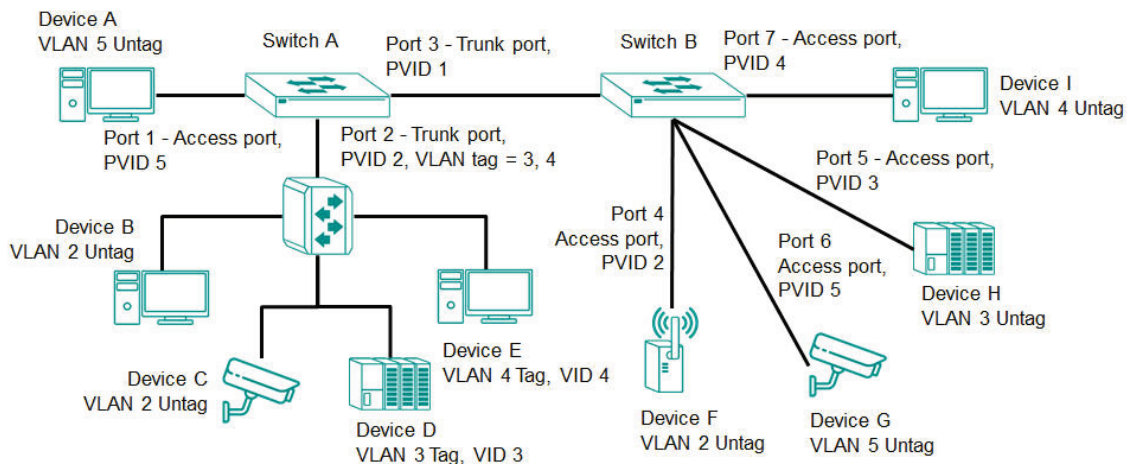 Device A
VLAN 5 Untag
Switch A
Port 3 - Trunk port,
PVID 1
Switch B
Port 7 - Access port,
PVID 4
Device I
VLAN 4 Untag
Port 1 - Access port,
PVID 5
Port 2 - Trunk port,
PVID 2, VLAN tag = 3, 4
Port 5 - Access port,
PVID 3
Device B
VLAN 2 Untag
Port 4
Access port,
PVID 2
Port 6
Access port,
PVID 5
Device H
VLAN 3 Untag
Device E
VLAN 4 Tag, VID 4
Device C
VLAN 2 Untag
Device D
VLAN 3 Tag, VID 3
Device F
VLAN 2 Untag
Device G
VLAN 5 Untag